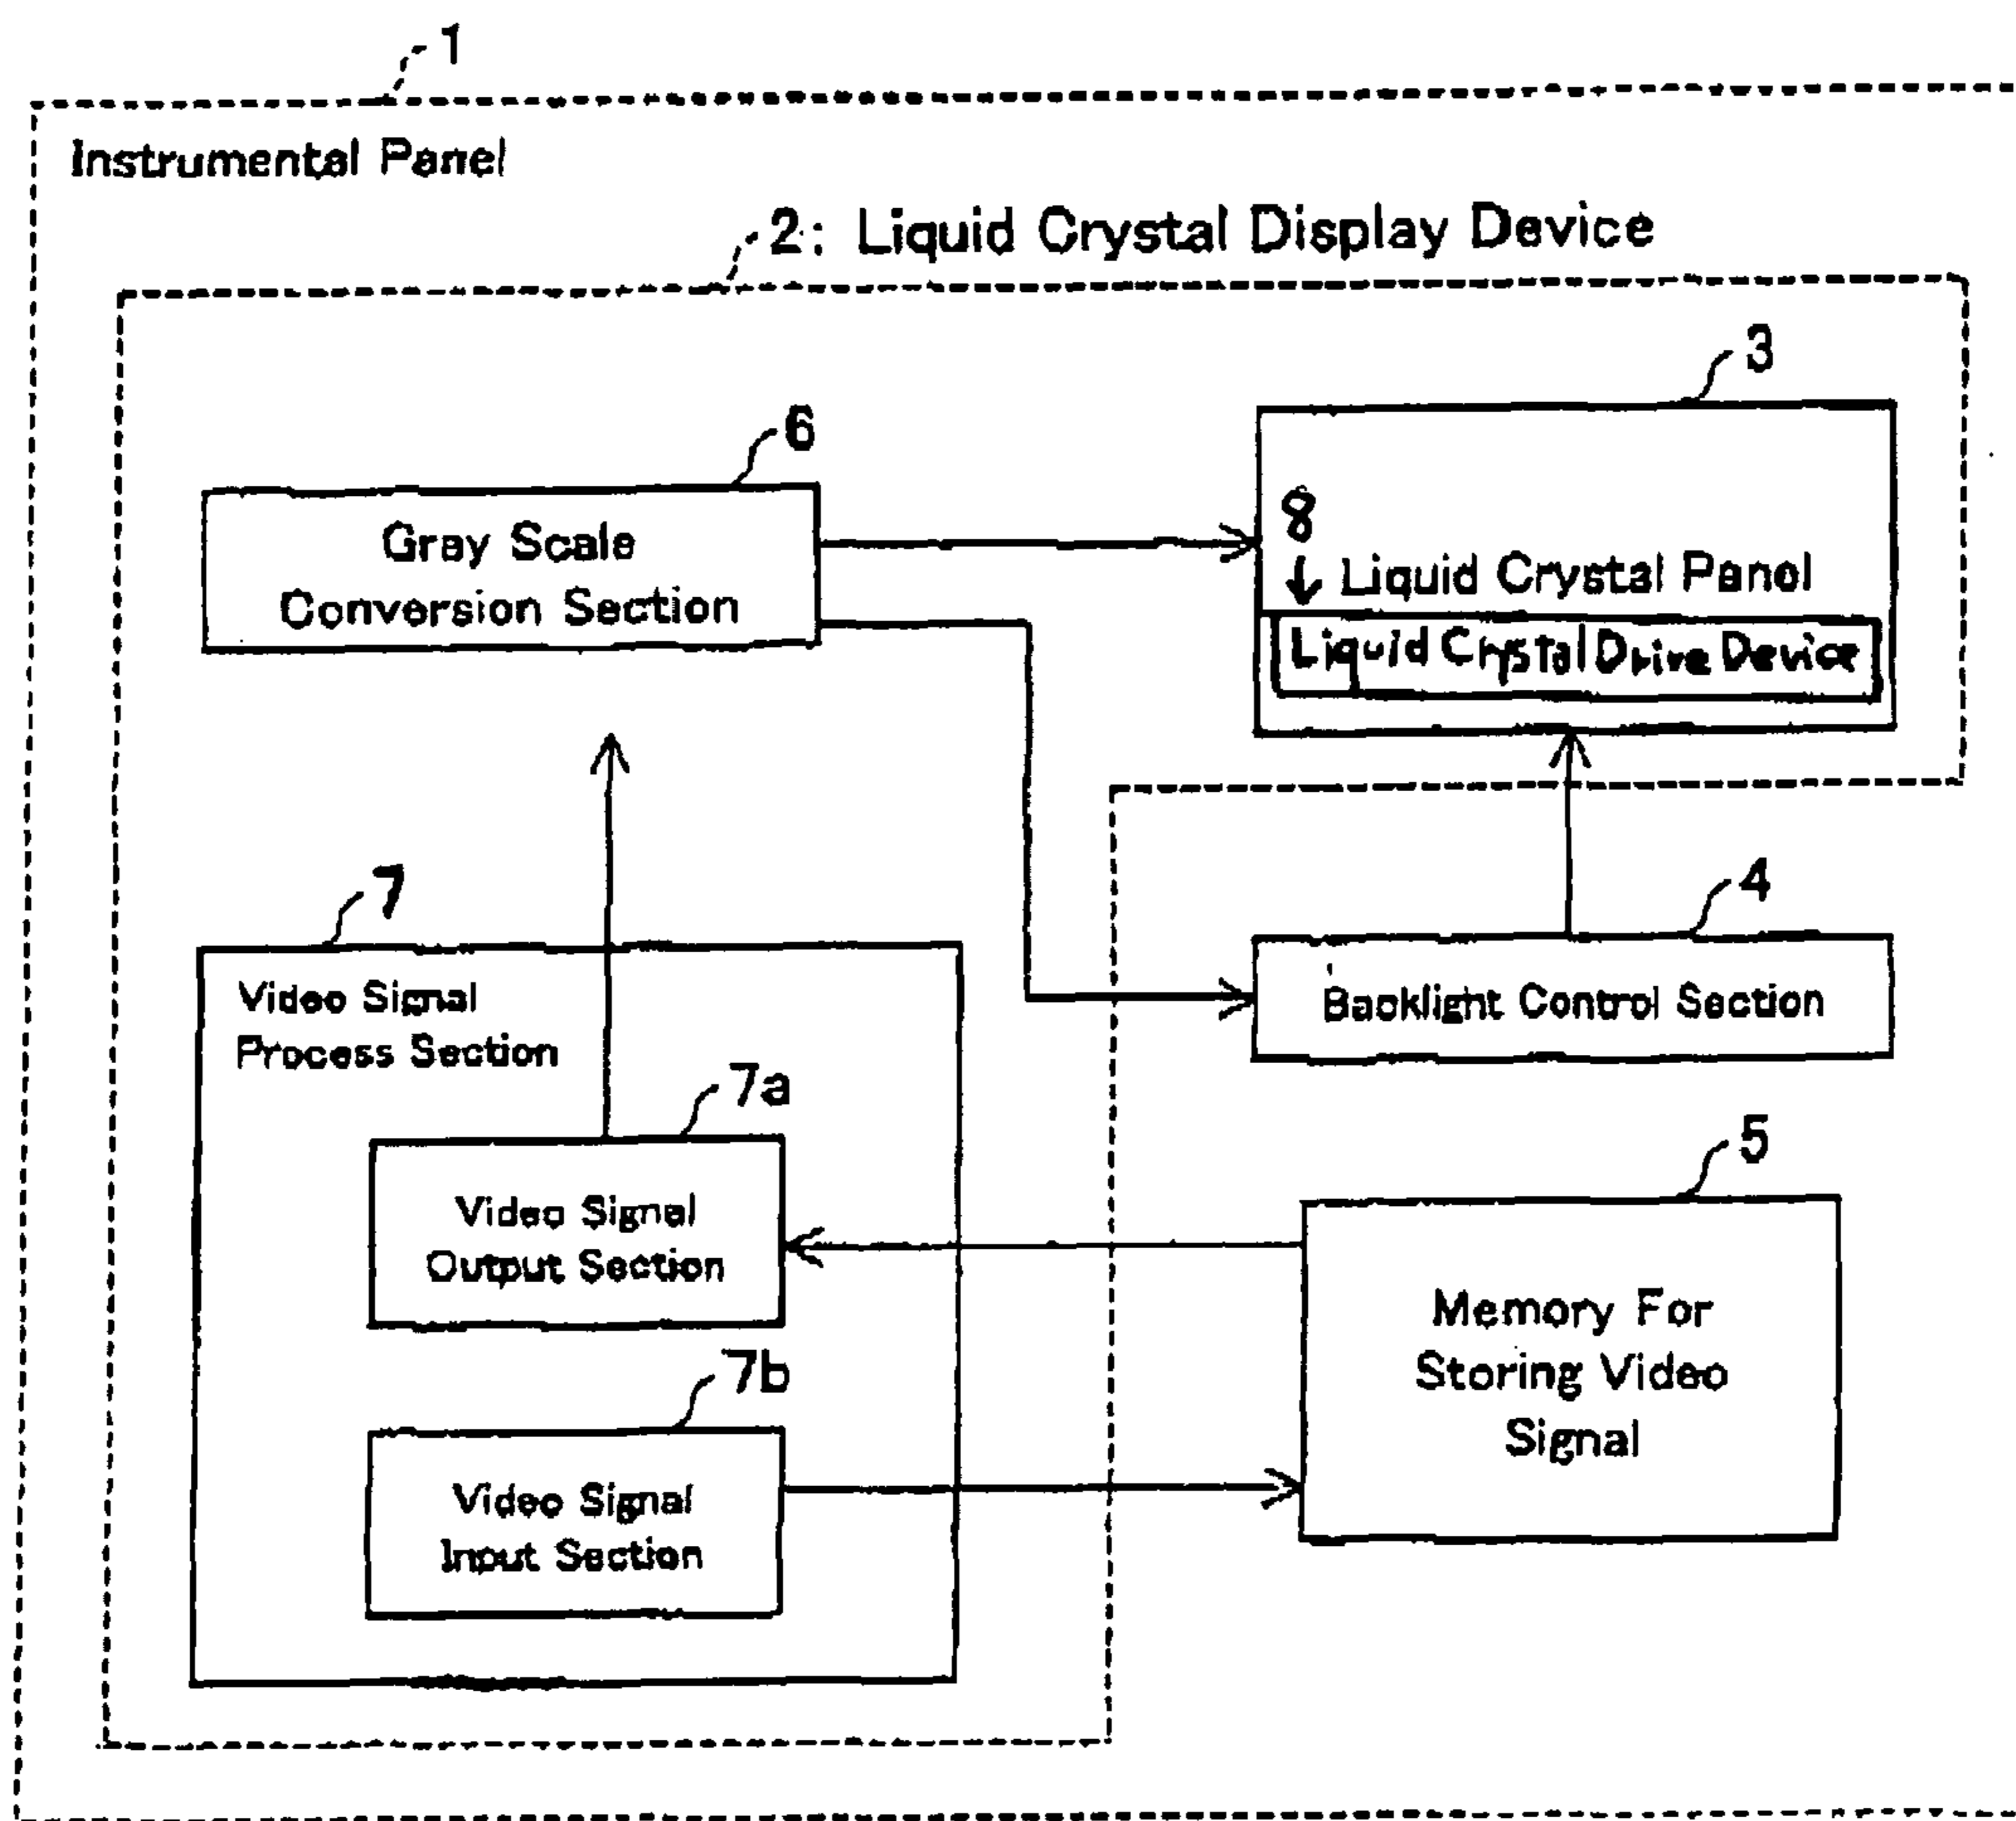 1
Instrumental Panel
2: Liquid Crystal Display Device
3
6
Gray Scale
Conversion Section
8
Liquid Crystal Panel
Liquid Crystal Drive Device
7
Video Signal
Process Section
4
Backlight Control Section
7a
Video Signal
Output Section
5
Memory For
Storing Video
Signal
7b
Video Signal
Input Section